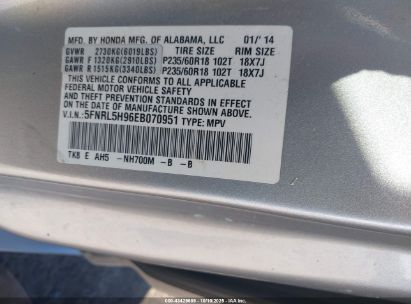 MFD. BY HONDA MFG. OF ALABAMA, LLC 01/'14
GVWR 2730KG(6019LBS) TIRE SIZE RIM SIZE
GAWR F 1320KG(2910LBS) P235/60R18 102T 18X7J
GAWR R 1515KG(3340LBS) P235/60R18 102T 18X7J
THIS VEHICLE CONFORMS TO ALL APPLICABLE
FEDERAL MOTOR VEHICLE SAFETY AND
THEFT PREVENTION STANDARDS IN EFFECT ON
THE DATE OF MANUFACTURE SHOWN ABOVE.
V.I.N.:5FNRL5H96EB070951 TYPE: MPV
TK8 E AH5 -NH700M -B -B